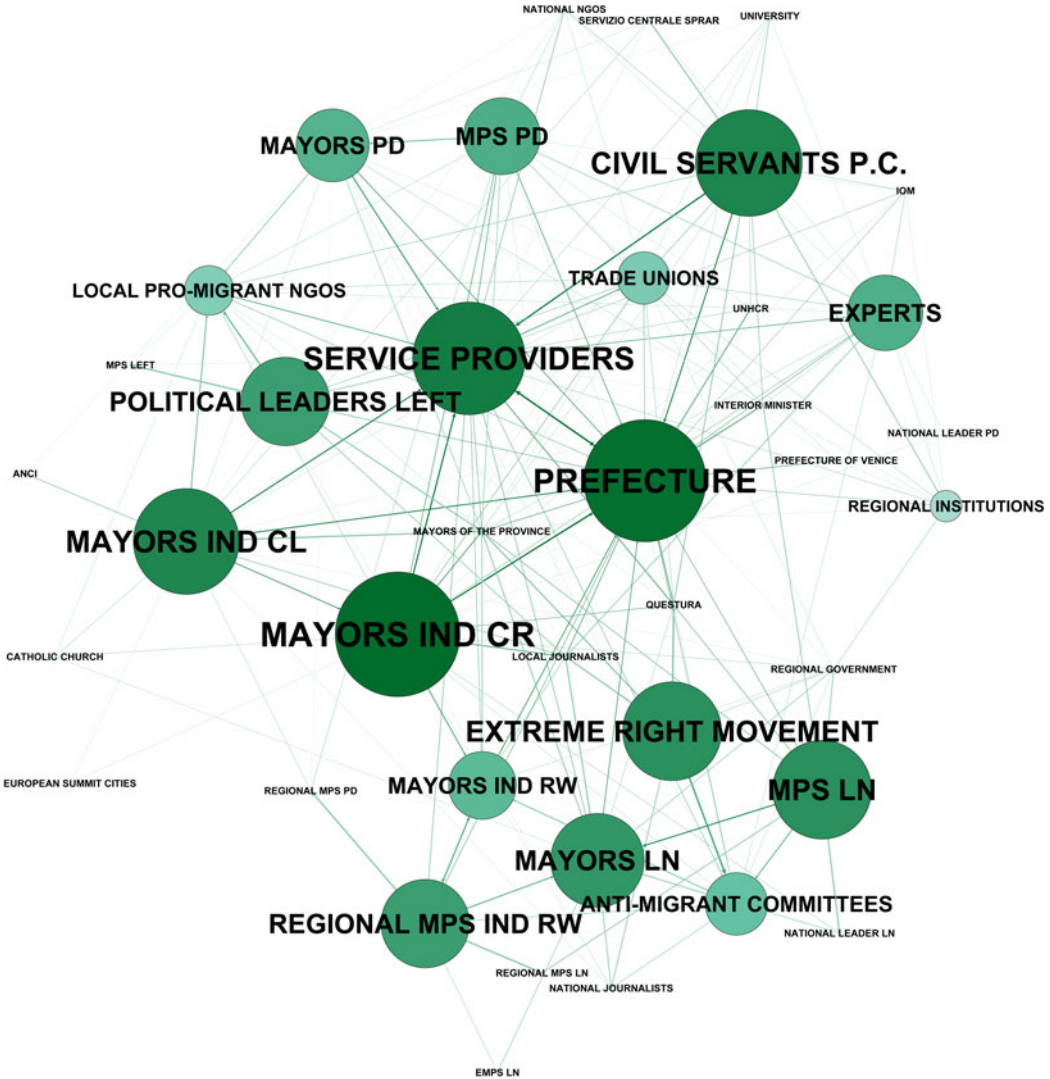 NATIONAL NGOS
UNIVERSITY
SERVIZIO CENTRALE SPRAR
MPS PD
MAYORS PD
CIVIL SERVANTS P.C.
IOM
TRADE UNIONS
LOCAL PRO-MIGRANT NGOS
UNHCR
EXPERTS
SERVICE PROVIDERS
MPS LEFT
POLITICAL LEADERS LEFT
INTERIOR MINISTER
NATIONAL LEADER PD
PREFECTURE OF VENICE
ANCI
PREFECTURE
REGIONAL INSTITUTIONS
MAYORS OF THE PROVINCE
MAYORS IND CL
QUESTURA
MAYORS IND CR
CATHOLIC CHURCH
LOCAL JOURNALISTS
REGIONAL GOVERNMENT
EXTREME RIGHT MOVEMENT
EUROPEAN SUMMIT CITIES
REGIONAL MPS PD
MAYORS IND RW
MPS LN
MAYORS LN
ANTI-MIGRANT COMMITTEES
REGIONAL MPS IND RW
NATIONAL LEADER LN
REGIONAL MPS LN
NATIONAL JOURNALISTS
EMPS LN